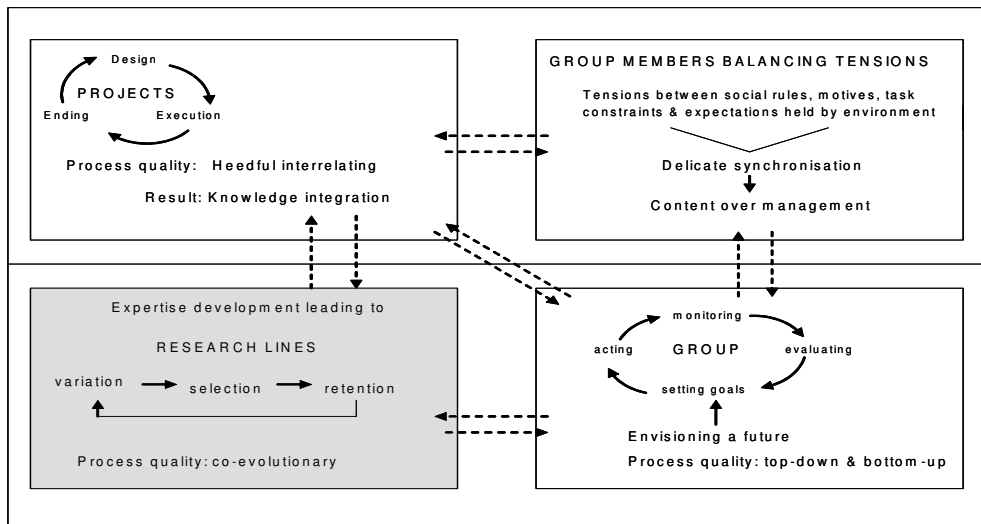 Design
PROJECTS
Ending Execution
Process quality: Heedful interrelating
Result: Knowledge integration
GROUP MEMBERS BALANCING TENSIONS
Tensions between social rules, motives, task
constraints & expectations held by environment
Delicate synchronisation
Content over management
Expertise development leading to
RESEARCH LINES
variation selection retention
Process quality: co-evolutionary
monitoring
acting GROUP evaluating
setting goals
Envisioning a future
Process quality: top-down & bottom-up